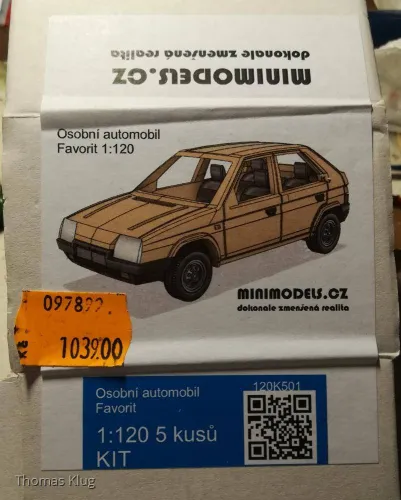 MINIMODELS.CZ
dokonale zmenšená realita
Osobní automobil
Favorit 1:120
MINIMODELS.CZ
dokonale zmenšená realita
097899.
1039.00
Osobní automobil
Favorit
120K501
1:120 5 kusů
KIT
Thomas Klug